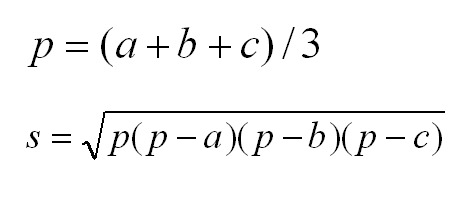 p = (a + b + c) / 3
s = √p(p − a)(p − b)(p − c)